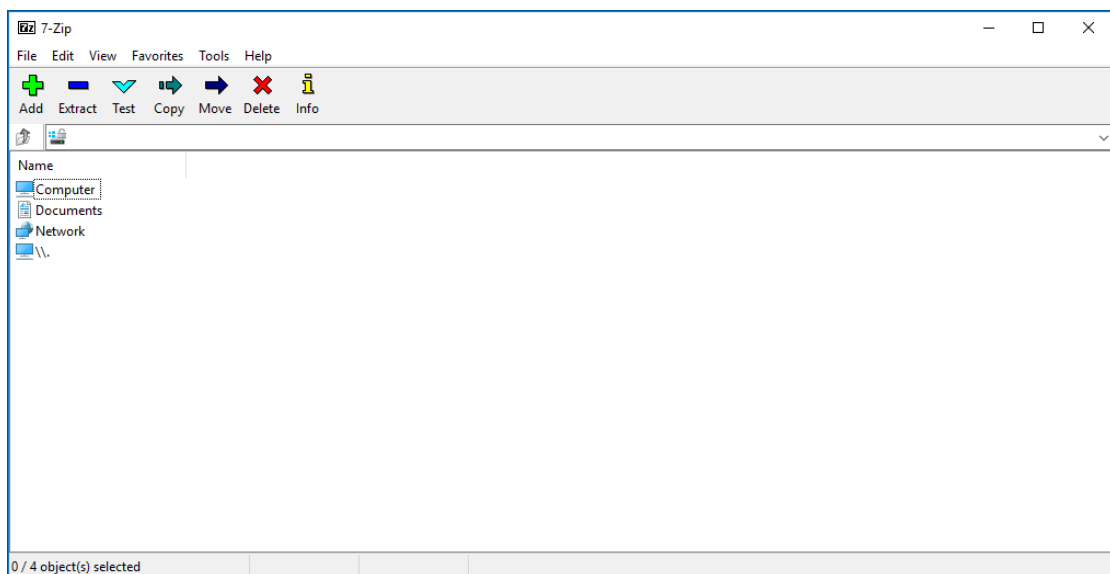 7z 7-Zip
File Edit View Favorites Tools Help
Add Extract Test Copy Move Delete Info
Name
Computer
Documents
Network
\\.
0 / 4 object(s) selected